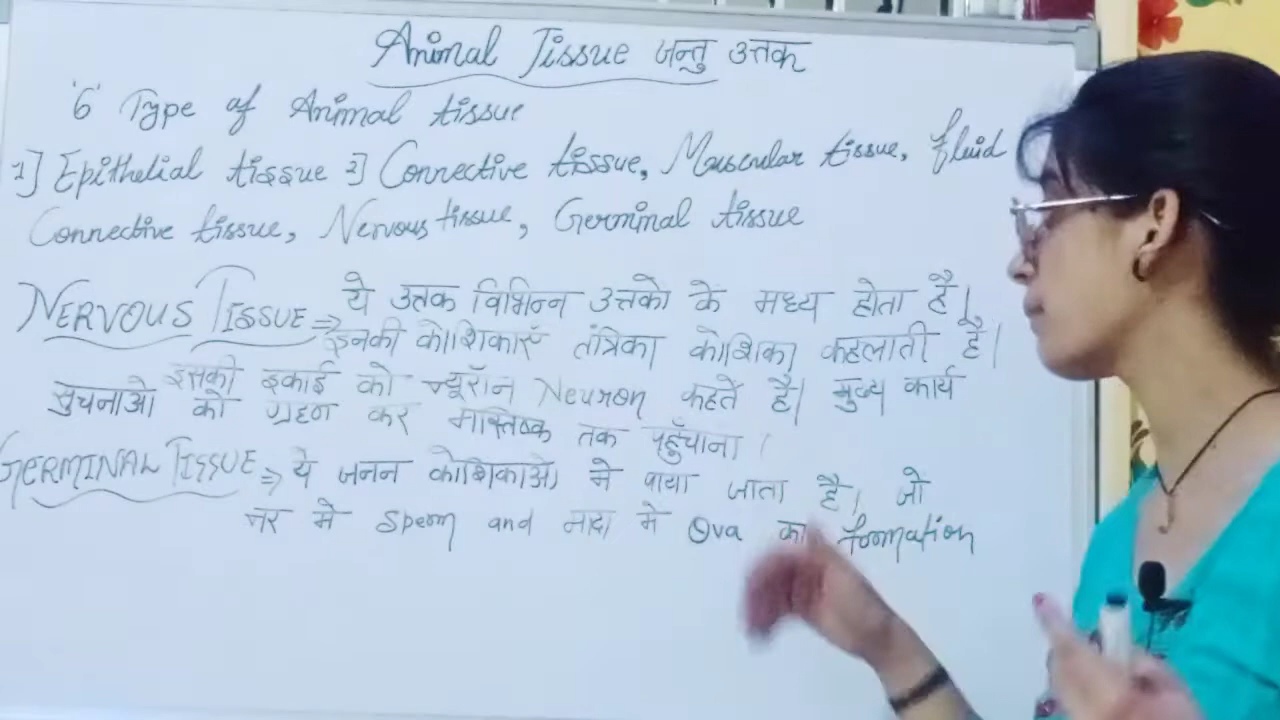 Animal Tissue जन्तु उत्तक
'6' Type of Animal tissue
1] Epithelial tissue 2] Connective tissue, Muscular tissue, fluid
Connective tissue, Nervous tissue, Germinal tissue
NERVOUS TISSUE ⇒ ये उत्तक विभिन्न उत्तको के मध्य होता है।
इनकी कोशिकाएँ तंत्रिका कोशिका कहलाती है।
इसकी इकाई को न्यूरॉन Neuron कहते है। मुख्य कार्य
सुचनाओ को ग्रहण कर मस्तिष्क तक पहुँचाना।
GERMINAL TISSUE ⇒ ये जनन कोशिकाओ मे पाया जाता है। जो
नर मे Sperm and मादा मे Ova का formation